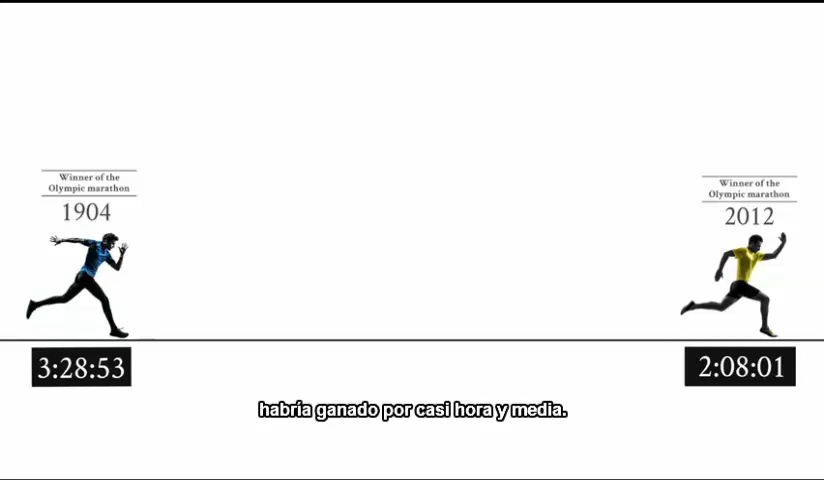 Winner of the
Olympic marathon
1904
3:28:53
Winner of the
Olympic marathon
2012
2:08:01
habría ganado por casi hora y media.